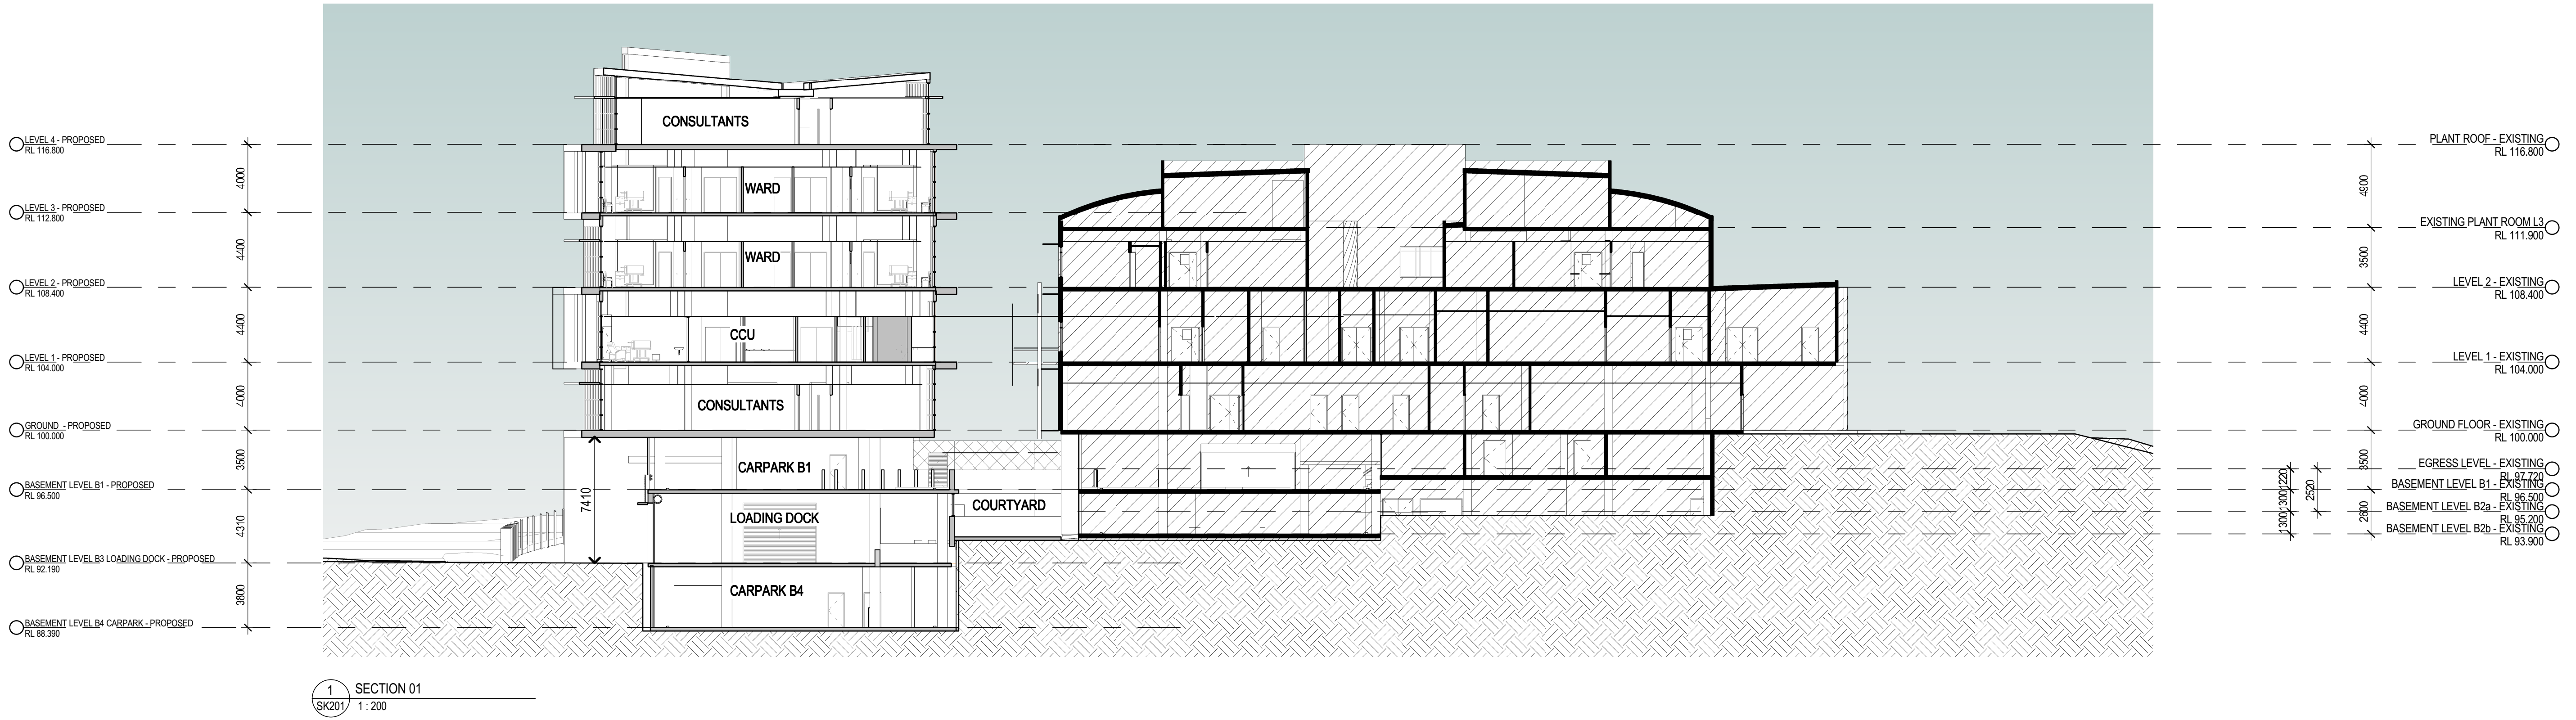 LEVEL 4 - PROPOSED
RL 116.800
4000
LEVEL 3 - PROPOSED
RL 112.800
4400
LEVEL 2 - PROPOSED
RL 108.400
4400
LEVEL 1 - PROPOSED
RL 104.000
4000
GROUND - PROPOSED
RL 100.000
3500
BASEMENT LEVEL B1 - PROPOSED
RL 96.500
4310
BASEMENT LEVEL B3 LOADING DOCK - PROPOSED
RL 92.190
3800
BASEMENT LEVEL B4 CARPARK - PROPOSED
RL 88.390
CONSULTANTS
WARD
WARD
CCU
CONSULTANTS
CARPARK B1
7410
LOADING DOCK
COURTYARD
CARPARK B4
PLANT ROOF - EXISTING
RL 116.800
4900
EXISTING PLANT ROOM L3
RL 111.900
3500
LEVEL 2 - EXISTING
RL 108.400
4400
LEVEL 1 - EXISTING
RL 104.000
4000
GROUND FLOOR - EXISTING
RL 100.000
3500
EGRESS LEVEL - EXISTING
RL 97.720
1220
BASEMENT LEVEL B1 - EXISTING
RL 96.500
1300
2520
2600
BASEMENT LEVEL B2a - EXISTING
RL 95.200
1300
BASEMENT LEVEL B2b - EXISTING
RL 93.900
1
SECTION 01
SK201
1 : 200